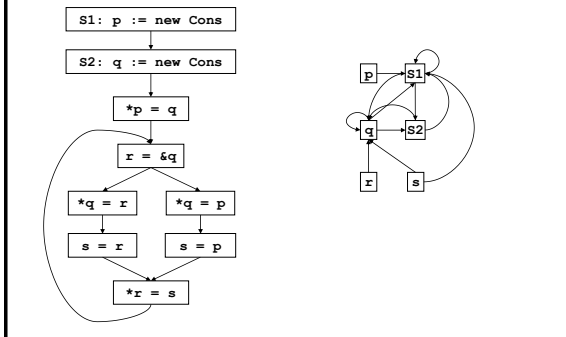 S1: p := new Cons
S2: q := new Cons
*p = q
r = &q
*q = r
*q = p
s = r
s = p
*r = s
p
S1
q
S2
r
s